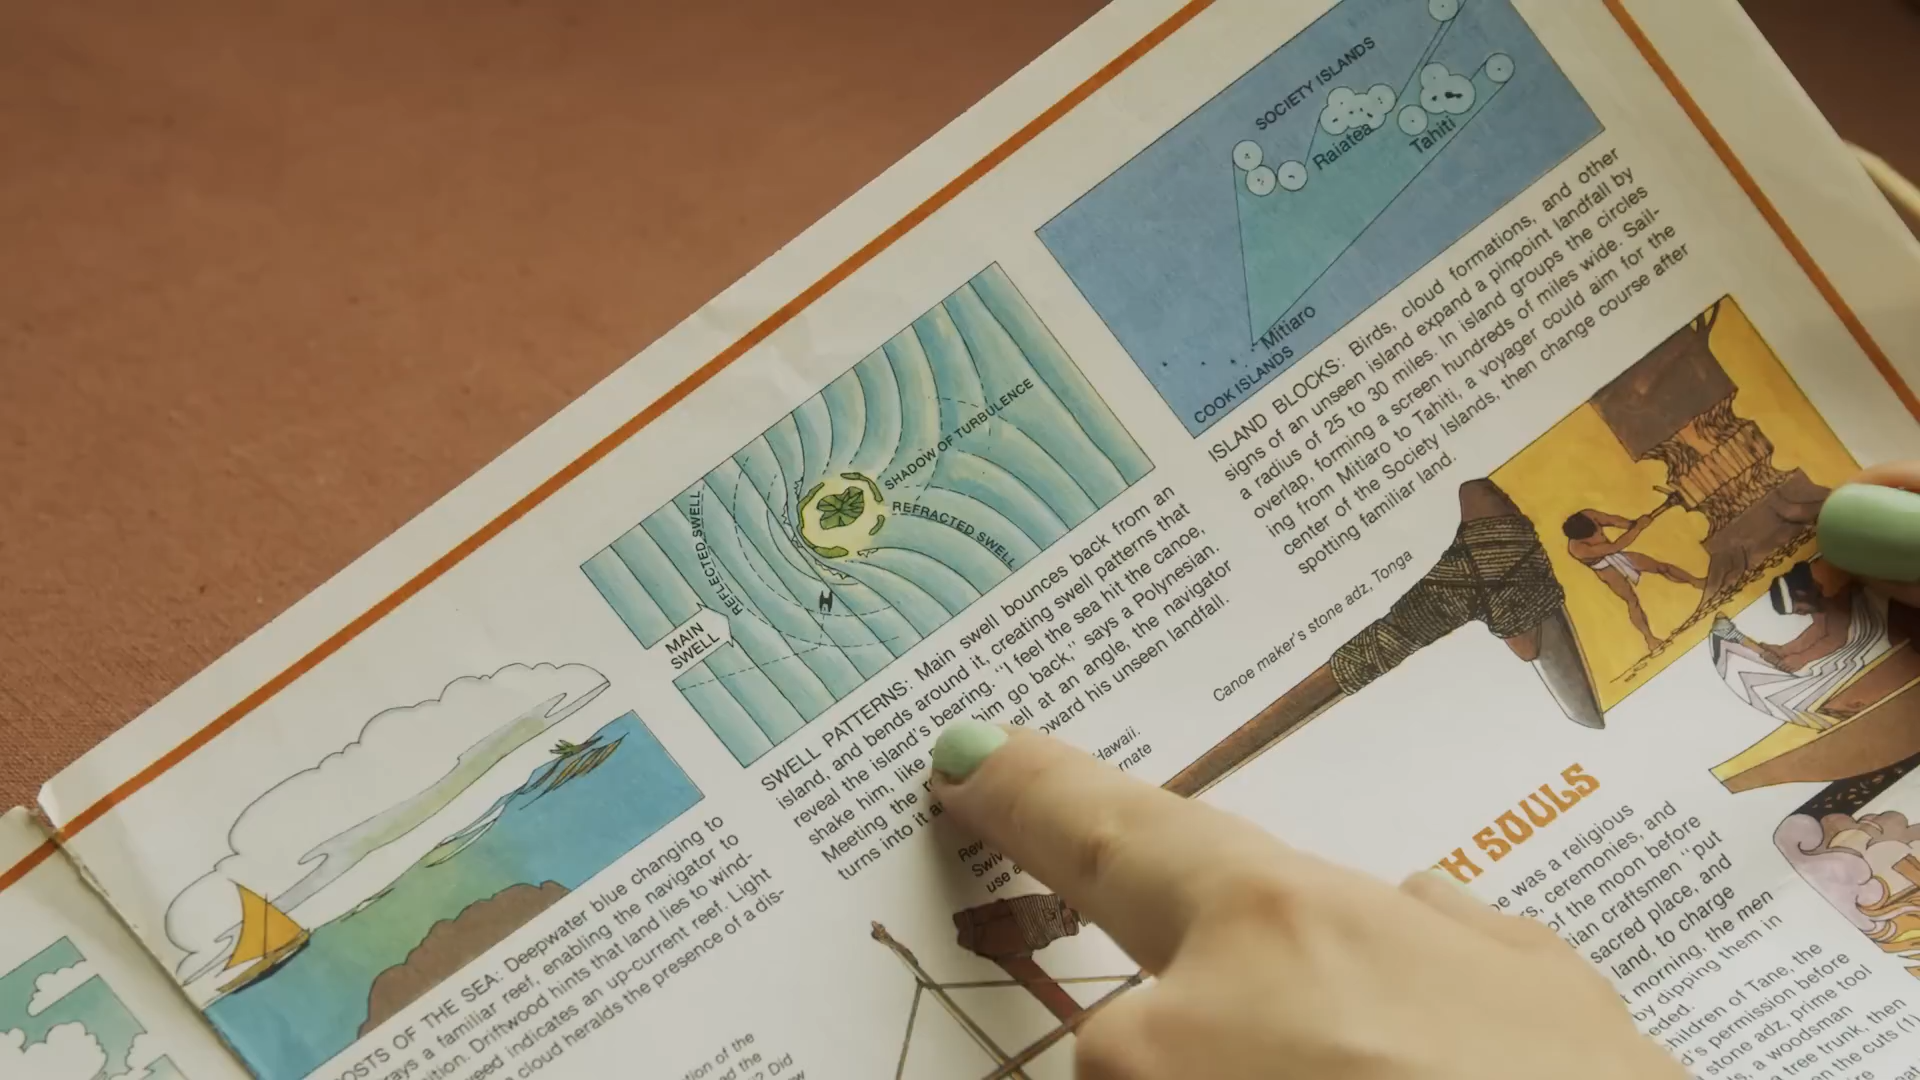 SOCIETY ISLANDS
Raiatea
Tahiti
Mitiaro
COOK ISLANDS
ISLAND BLOCKS: Birds, cloud formations, and other
signs of an unseen island expand a pinpoint landfall by
a radius of 25 to 30 miles. In island groups the circles
overlap, forming a screen hundreds of miles wide. Sail-
ing from Mitiaro to Tahiti, a voyager could aim for the
center of the Society Islands, then change course after
spotting familiar land.
SHADOW OF TURBULENCE
REFRACTED SWELL
REFLECTED SWELL
MAIN
SWELL
SWELL PATTERNS: Main swell bounces back from an
island, and bends around it, creating swell patterns that
reveal the island's bearing. "I feel the sea hit the canoe,
shake him, like him go back," says a Polynesian.
Meeting the at an angle, the navigator
turns into it his unseen landfall.
Canoe maker's stone adz, Tonga
Hawaii.
use
OF THE SEA: Deepwater blue changing to
a familiar reef, enabling the navigator to
Driftwood hints that land lies to wind-
indicates an up-current reef. Light
cloud heralds the presence of a dis-
of the
the
? Did
SOULS
was a religious
ceremonies, and
of the moon before
craftsmen "put
sacred place, and
land, to charge
morning, the men
by dipping them in
of Tane, the
permission before
stone adz, prime tool
a woodsman
tree trunk, then
the cuts (1)